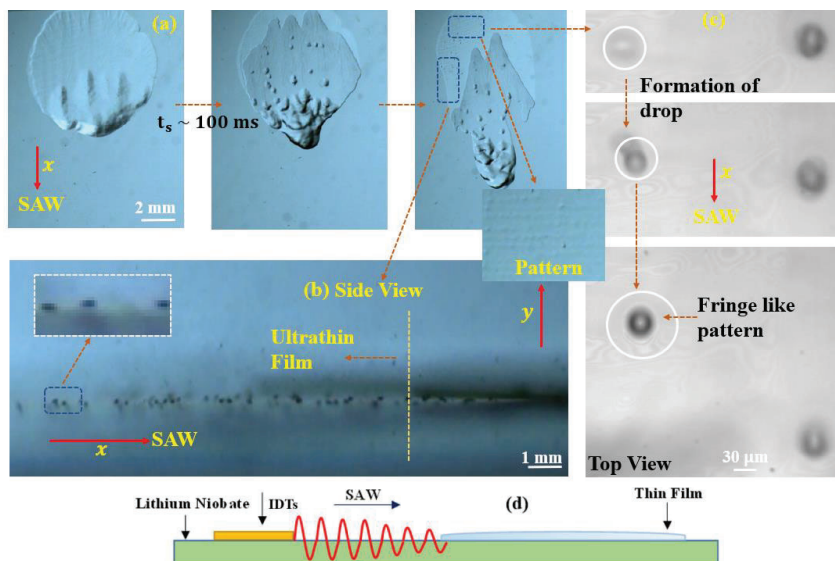 (a)
t_s ~ 100 ms
x
SAW
2 mm
Pattern
(b) Side View
y
Ultrathin
Film
x
SAW
1 mm
(c)
Formation of
drop
x
SAW
Fringe like
pattern
Top View
30 μm
Lithium Niobate
IDTs
SAW
(d)
Thin Film